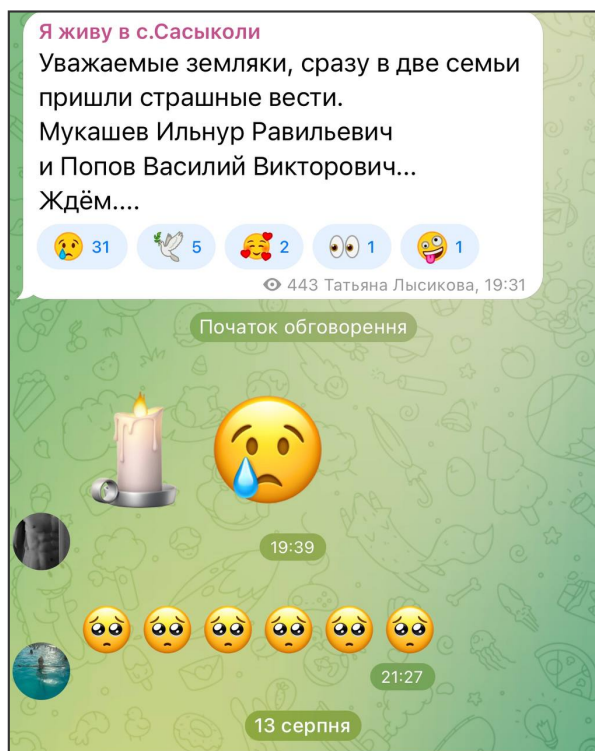 Я живу в с.Сасыколи
Уважаемые земляки, сразу в две семьи
пришли страшные вести.
Мукашев Ильнур Равильевич
и Попов Василий Викторович...
Ждём....
31 5 2 1 1
443 Татьяна Лысикова, 19:31
Початок обговорення
19:39
21:27
13 серпня